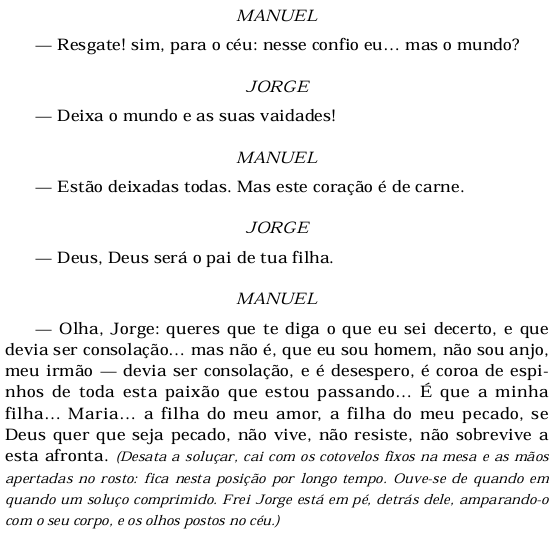 MANUEL
— Resgate! sim, para o céu: nesse confio eu... mas o mundo?
JORGE
— Deixa o mundo e as suas vaidades!
MANUEL
— Estão deixadas todas. Mas este coração é de carne.
JORGE
— Deus, Deus será o pai de tua filha.
MANUEL
— Olha, Jorge: queres que te diga o que eu sei decerto, e que
devia ser consolação... mas não é, que eu sou homem, não sou anjo,
meu irmão — devia ser consolação, e é desespero, é coroa de espi-
nhos de toda esta paixão que estou passando... É que a minha
filha... Maria... a filha do meu amor, a filha do meu pecado, se
Deus quer que seja pecado, não vive, não resiste, não sobrevive a
esta afronta. (Desata a soluçar, cai com os cotovelos fixos na mesa e as mãos
apertadas no rosto: fica nesta posição por longo tempo. Ouve-se de quando em
quando um soluço comprimido. Frei Jorge está em pé, detrás dele, amparando-o
com o seu corpo, e os olhos postos no céu.)